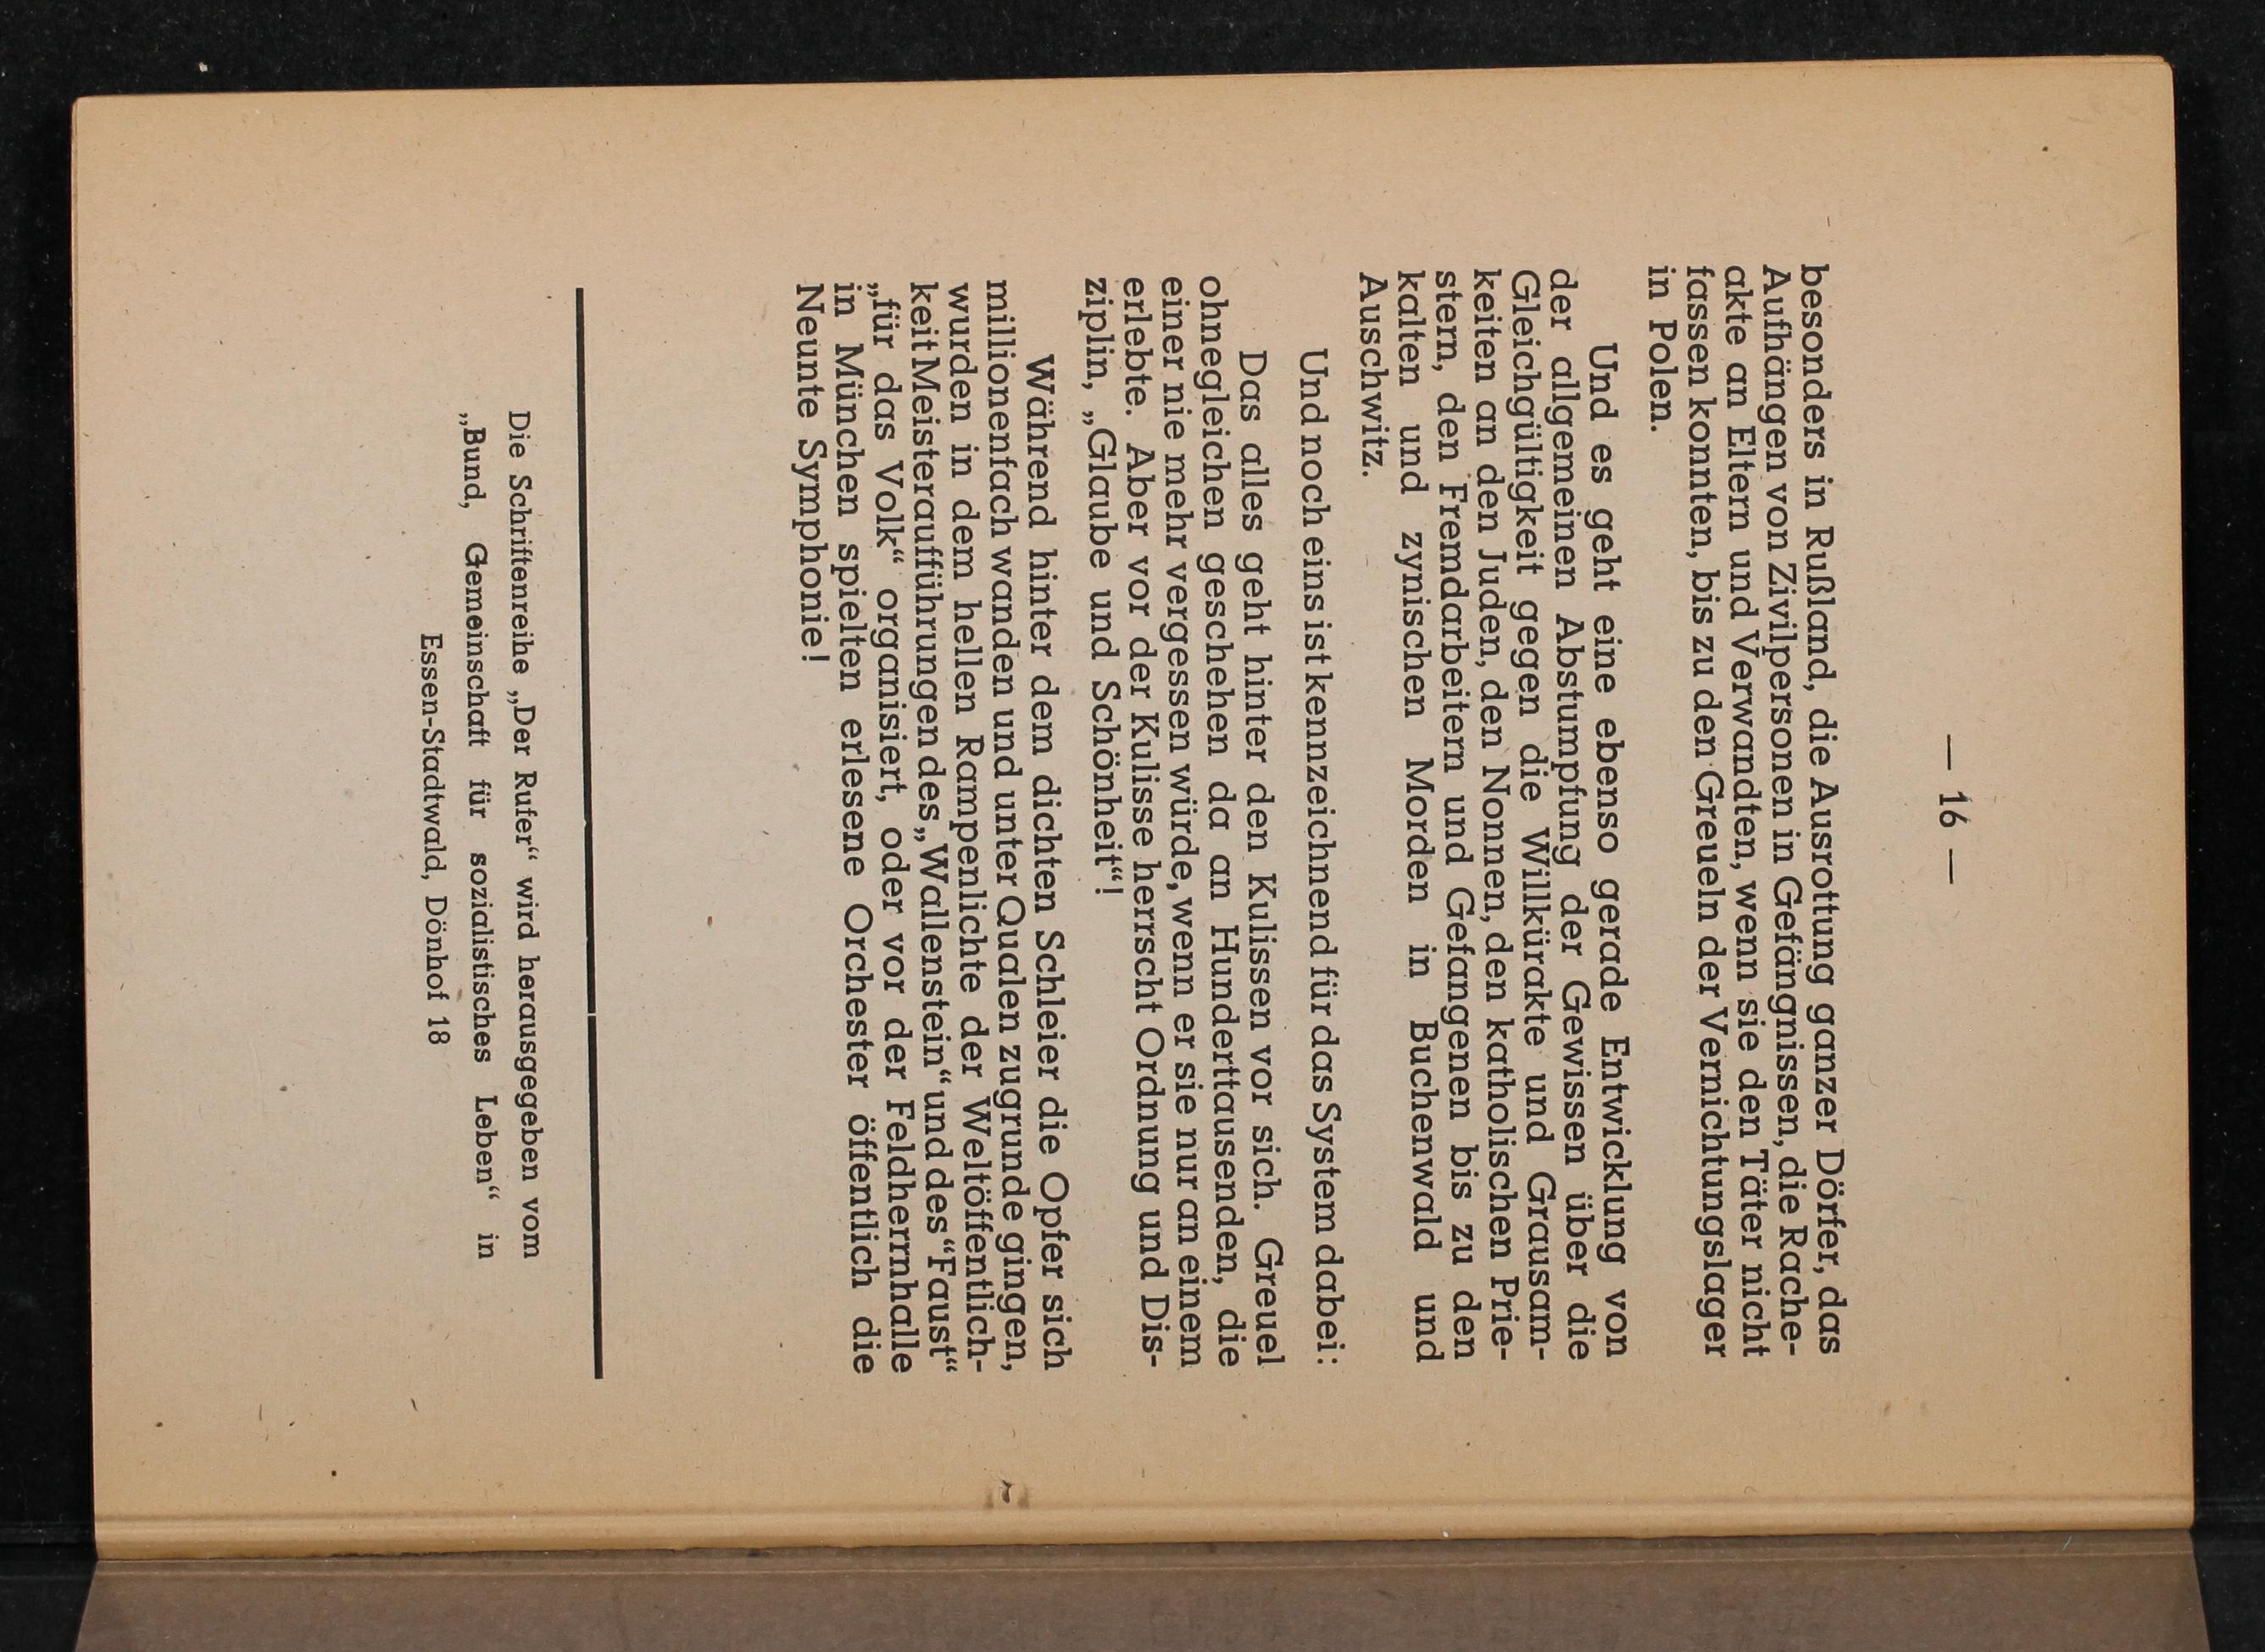 — 16 —
besonders in Rußland, die Ausrottung ganzer Dörfer, das
Aufhängen von Zivilpersonen in Gefängnissen, die Rache-
akte an Eltern und Verwandten, wenn sie den Täter nicht
fassen konnten, bis zu den Greueln der Vernichtungslager
in Polen.
Und es geht eine ebenso gerade Entwicklung von
der allgemeinen Abstumpfung der Gewissen über die
Gleichgültigkeit gegen die Willkürakte und Grausam-
keiten an den Juden, den Nonnen, den katholischen Prie-
stern, den Fremdarbeitern und Gefangenen bis zu den
kalten und zynischen Morden in Buchenwald und
Auschwitz.
Und noch eins ist kennzeichnend für das System dabei:
Das alles geht hinter den Kulissen vor sich. Greuel
ohnegleichen geschehen da an Hunderttausenden, die
einer nie mehr vergessen würde, wenn er sie nur an einem
erlebte. Aber vor der Kulisse herrscht Ordnung und Dis-
ziplin, „Glaube und Schönheit“!
Während hinter dem dichten Schleier die Opfer sich
millionenfach wanden und unter Qualen zugrunde gingen,
wurden in dem hellen Rampenlichte der Weltöffentlich-
keit Meisteraufführungen des „Wallenstein“ und des “Faust“
„für das Volk“ organisiert, oder vor der Feldherrnhalle
in München spielten erlesene Orchester öffentlich die
Neunte Symphonie!
Die Schriftenreihe „Der Rufer“ wird herausgegeben vom
„Bund, Gemeinschaft für sozialistisches Leben“ in
Essen-Stadtwald, Dönhof 18